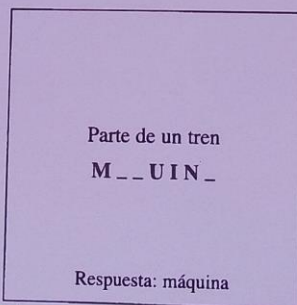 Parte de un tren
M _ _ U I N _
Respuesta: máquina